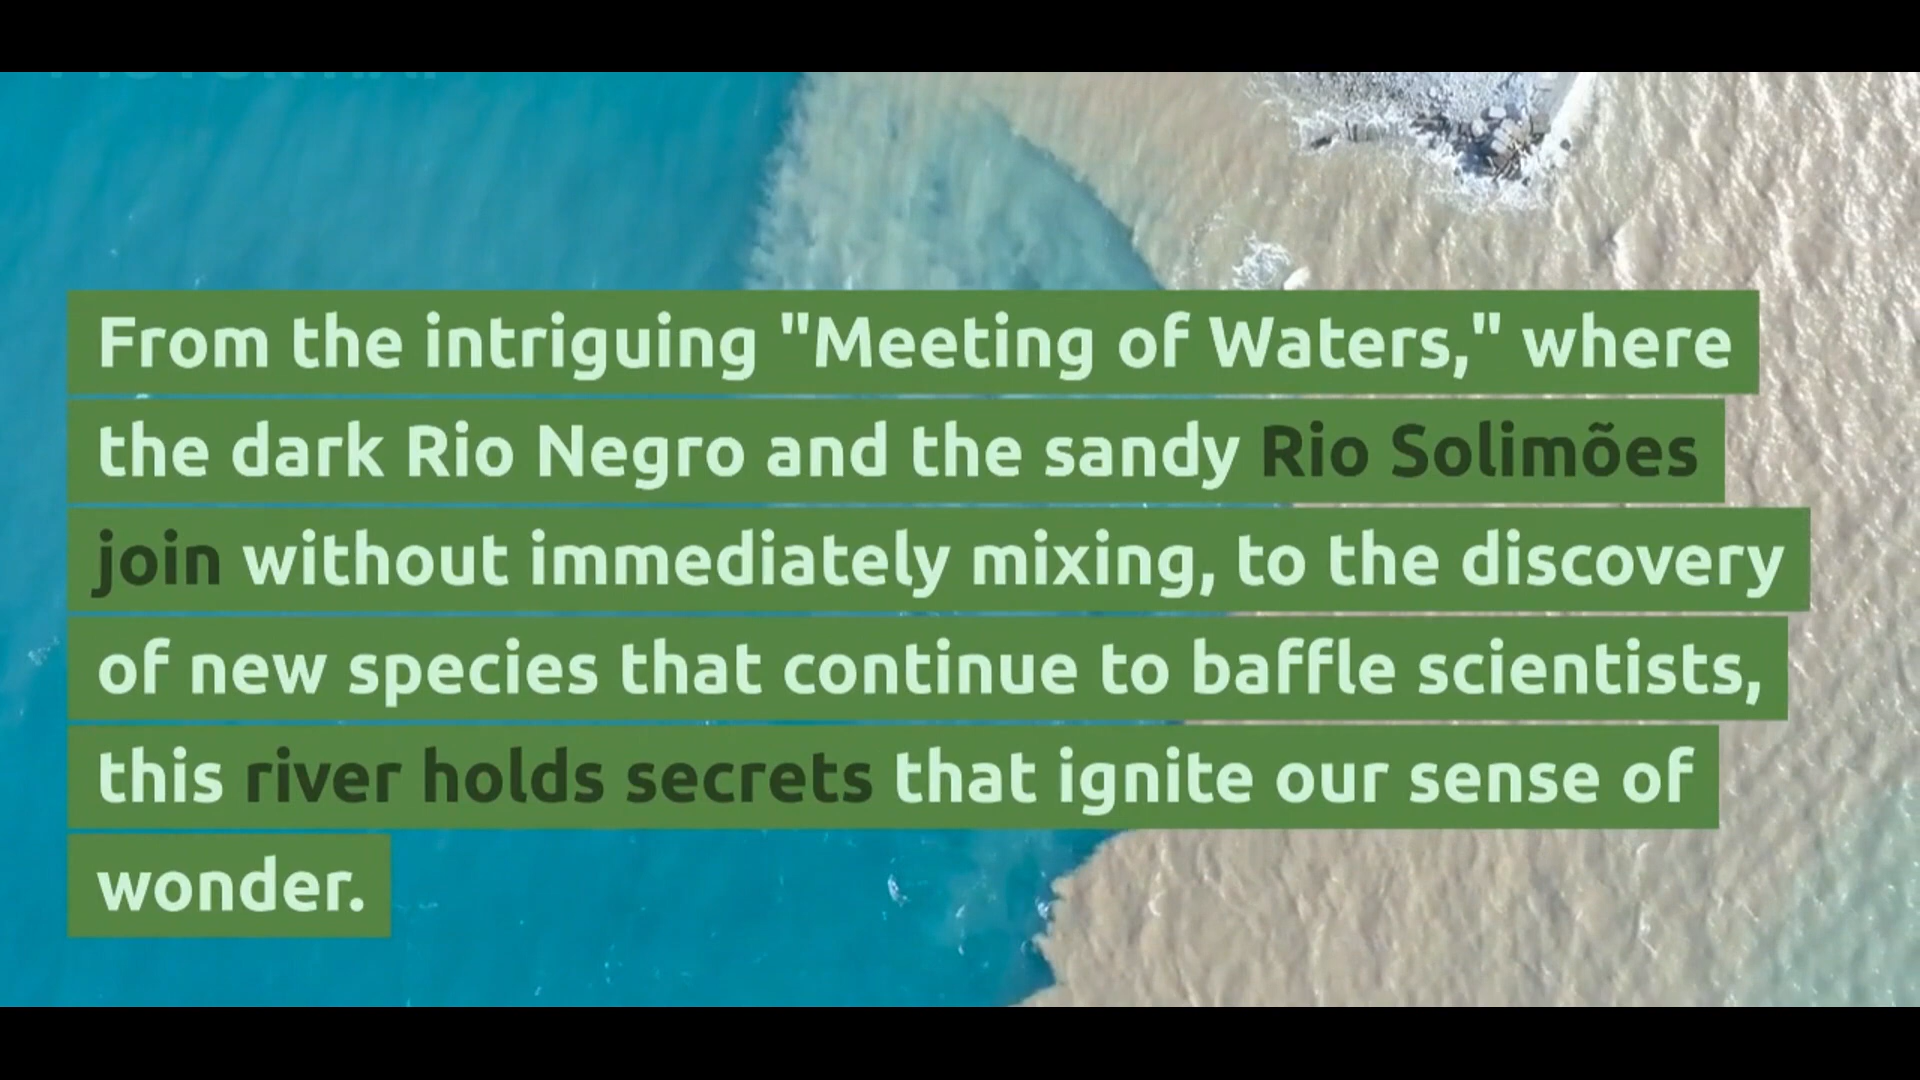 From the intriguing "Meeting of Waters," where
the dark Rio Negro and the sandy Rio Solimões
join without immediately mixing, to the discovery
of new species that continue to baffle scientists,
this river holds secrets that ignite our sense of
wonder.